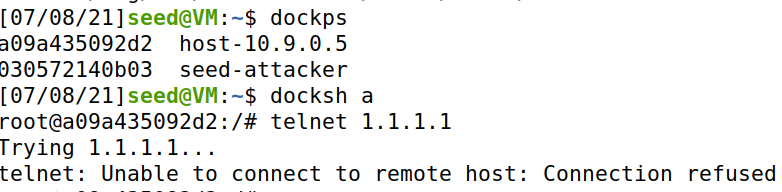 [07/08/21]seed@VM:~$ dockps
a09a435092d2  host-10.9.0.5
030572140b03  seed-attacker
[07/08/21]seed@VM:~$ docksh a
root@a09a435092d2:/# telnet 1.1.1.1
Trying 1.1.1.1...
telnet: Unable to connect to remote host: Connection refused